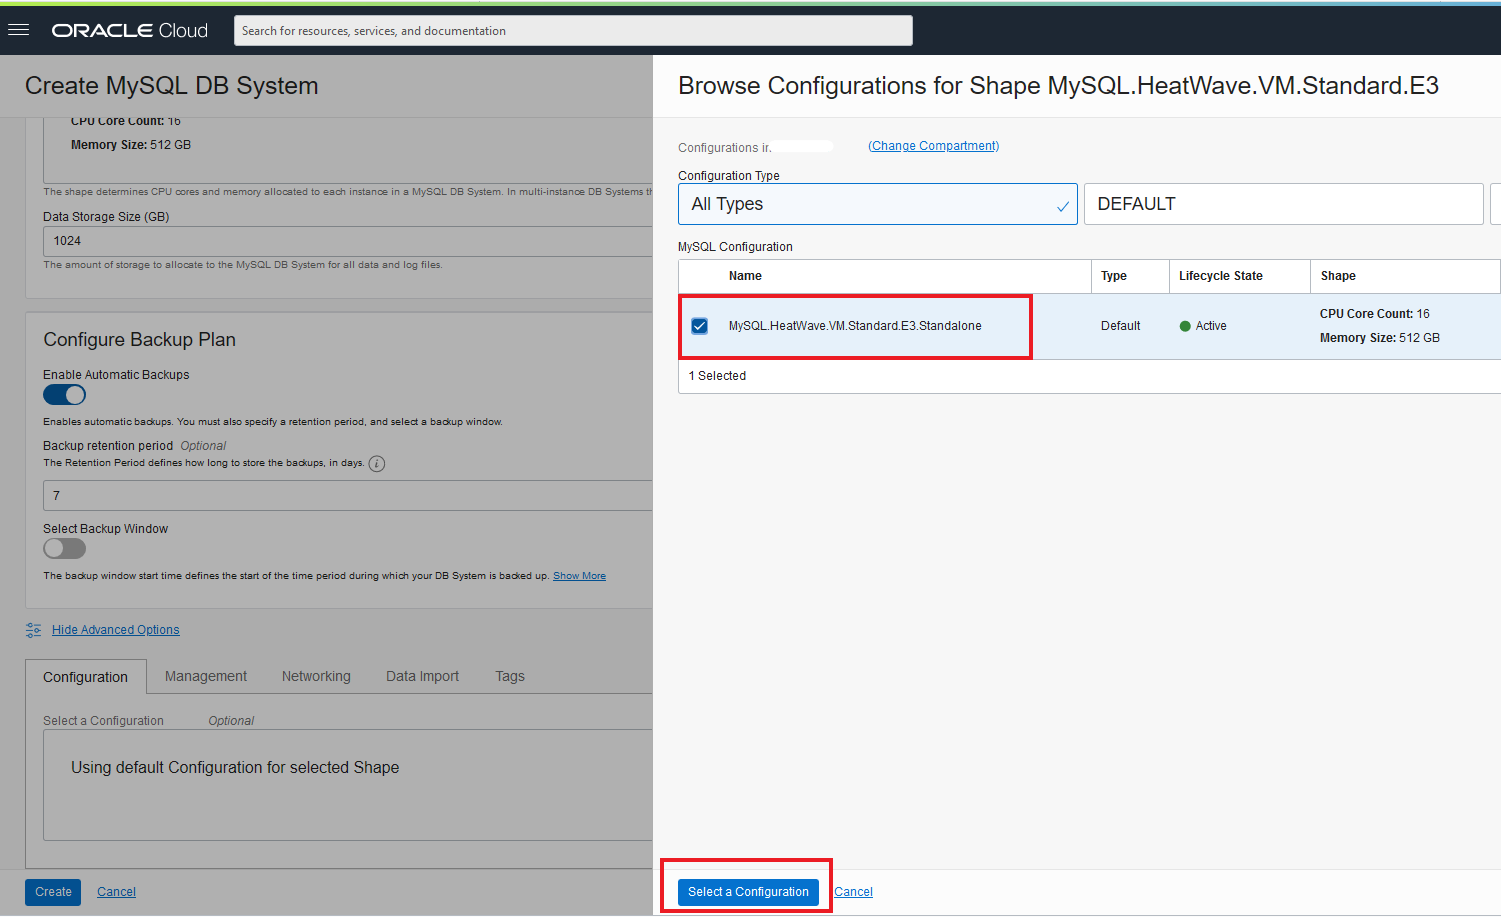 ORACLE Cloud
Search for resources, services, and documentation
Create MySQL DB System
CPU Core Count: 16
Memory Size: 512 GB
The shape determines CPU cores and memory allocated to each instance in a MySQL DB System. In multi-instance DB Systems th
Data Storage Size (GB)
1024
The amount of storage to allocate to the MySQL DB System for all data and log files.
Configure Backup Plan
Enable Automatic Backups
Enables automatic backups. You must also specify a retention period, and select a backup window.
Backup retention period Optional
The Retention Period defines how long to store the backups, in days.
7
Select Backup Window
The backup window start time defines the start of the time period during which your DB System is backed up. Show More
Hide Advanced Options
Configuration Management Networking Data Import Tags
Select a Configuration Optional
Using default Configuration for selected Shape
Create Cancel
Browse Configurations for Shape MySQL.HeatWave.VM.Standard.E3
Configurations in (Change Compartment)
Configuration Type
All Types DEFAULT
MySQL Configuration
Name Type Lifecycle State Shape
MySQL.HeatWave.VM.Standard.E3.Standalone Default Active CPU Core Count: 16
Memory Size: 512 GB
1 Selected
Select a Configuration Cancel